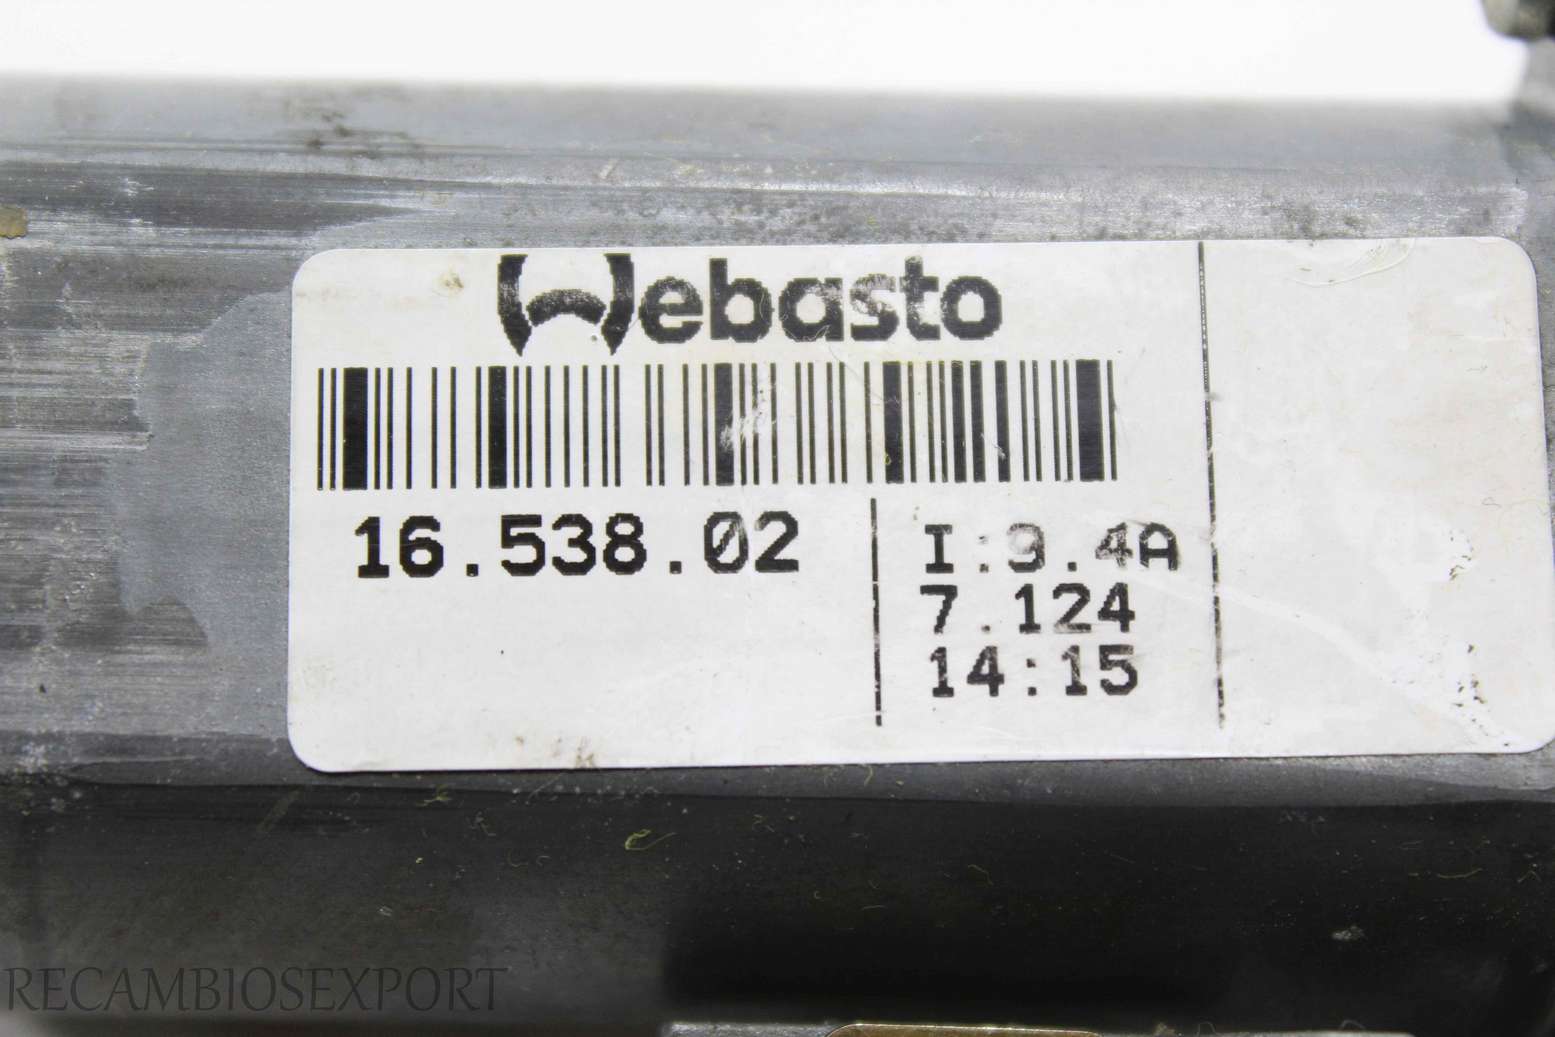 Webasto
16.538.02
I:9.4A
7.124
14:15
RECAMBIOSEXPORT